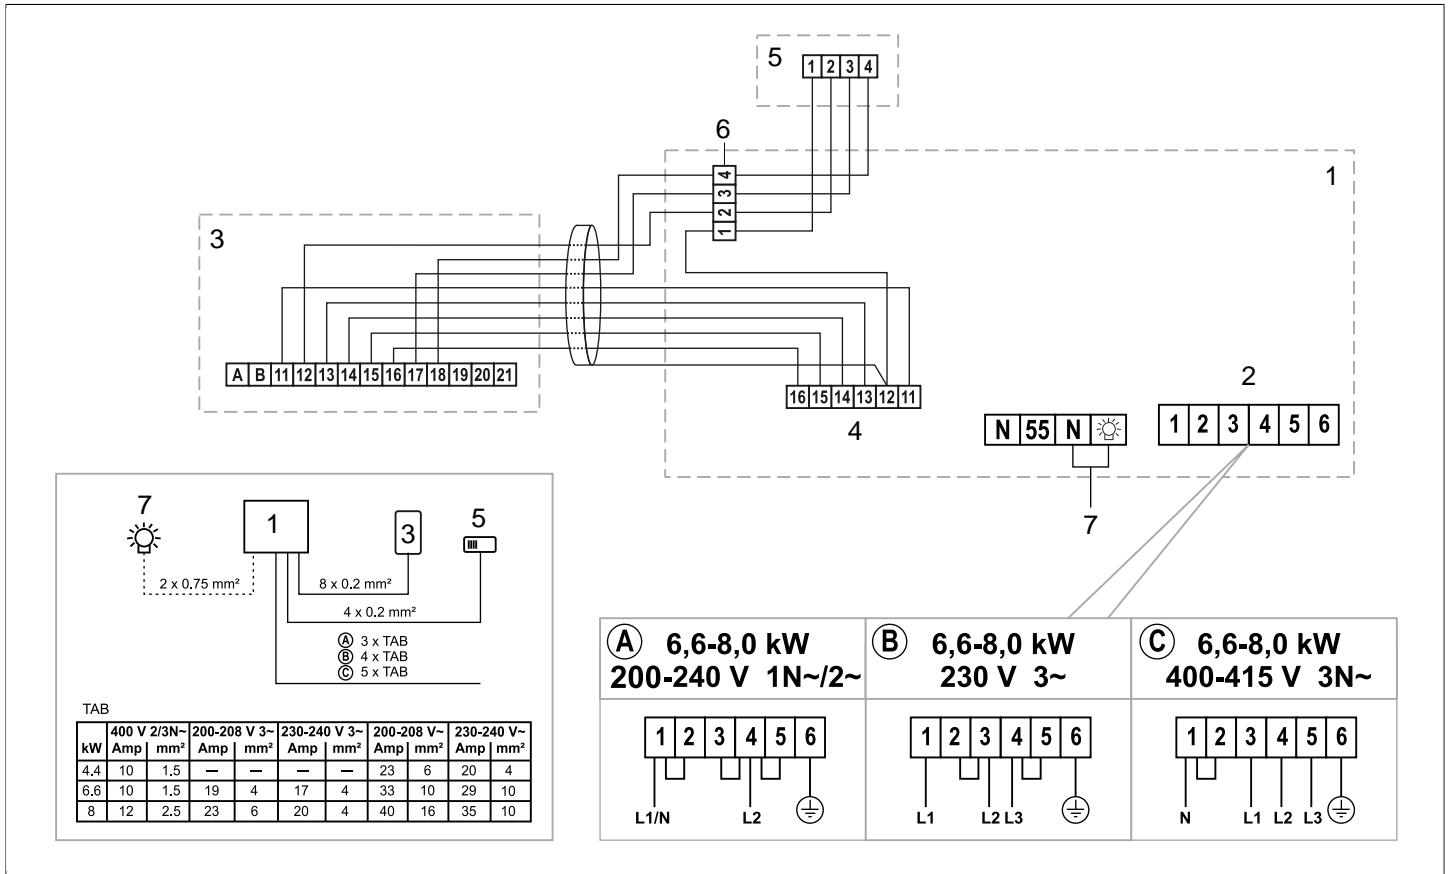 5
1 2 3 4
6
4
3
2
1
1
3
A B 11 12 13 14 15 16 17 18 19 20 21
16 15 14 13 12 11
4
N 55 N
7
2
1 2 3 4 5 6
7
1
3
5
2 x 0.75 mm²
8 x 0.2 mm²
4 x 0.2 mm²
A 3 x TAB
B 4 x TAB
C 5 x TAB
TAB
kW 400 V 2/3N~ 200-208 V 3~ 230-240 V 3~ 200-208 V~ 230-240 V~
Amp mm² Amp mm² Amp mm² Amp mm² Amp mm²
4.4 10 1.5 — — — — 23 6 20 4
6.6 10 1.5 19 4 17 4 33 10 29 10
8 12 2.5 23 6 20 4 40 16 35 10
A 6,6-8,0 kW
200-240 V 1N~/2~
1 2 3 4 5 6
L1/N L2
B 6,6-8,0 kW
230 V 3~
1 2 3 4 5 6
L1 L2 L3
C 6,6-8,0 kW
400-415 V 3N~
1 2 3 4 5 6
N L1 L2 L3